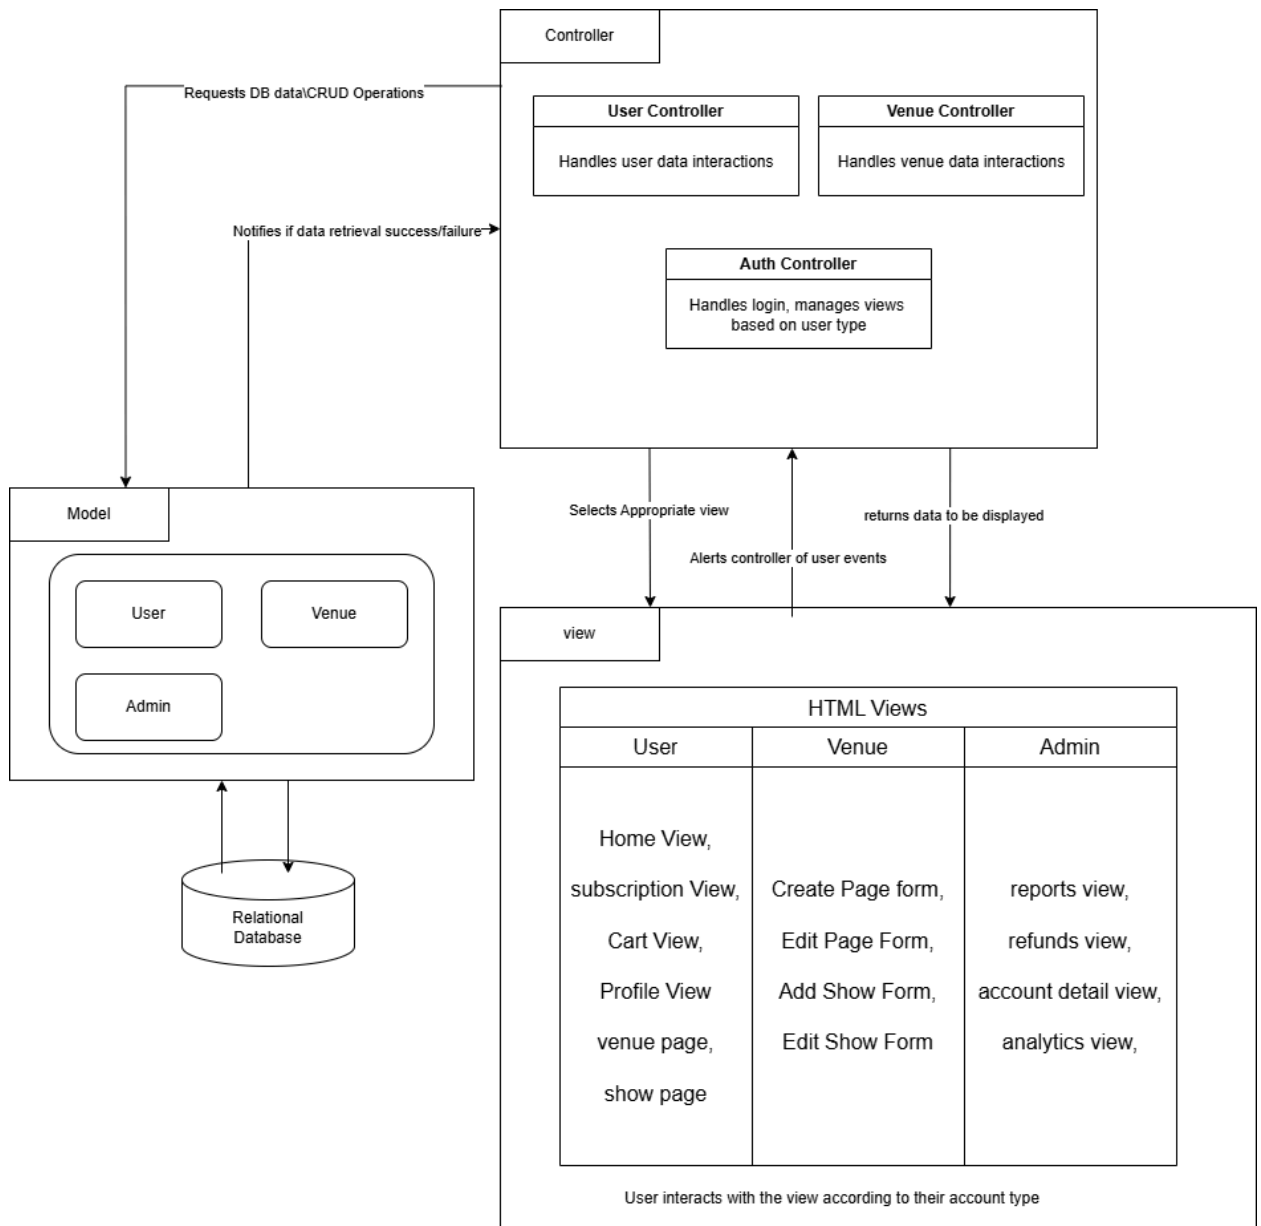 Controller
Requests DB data\CRUD Operations
User Controller
Handles user data interactions
Venue Controller
Handles venue data interactions
Notifies if data retrieval success/failure
Auth Controller
Handles login, manages views
based on user type
Model
User
Venue
Admin
Selects Appropriate view
returns data to be displayed
Alerts controller of user events
Relational
Database
view
HTML Views
User
Venue
Admin
Home View,
subscription View,
Cart View,
Profile View
venue page,
show page
Create Page form,
Edit Page Form,
Add Show Form,
Edit Show Form
reports view,
refunds view,
account detail view,
analytics view,
User interacts with the view according to their account type